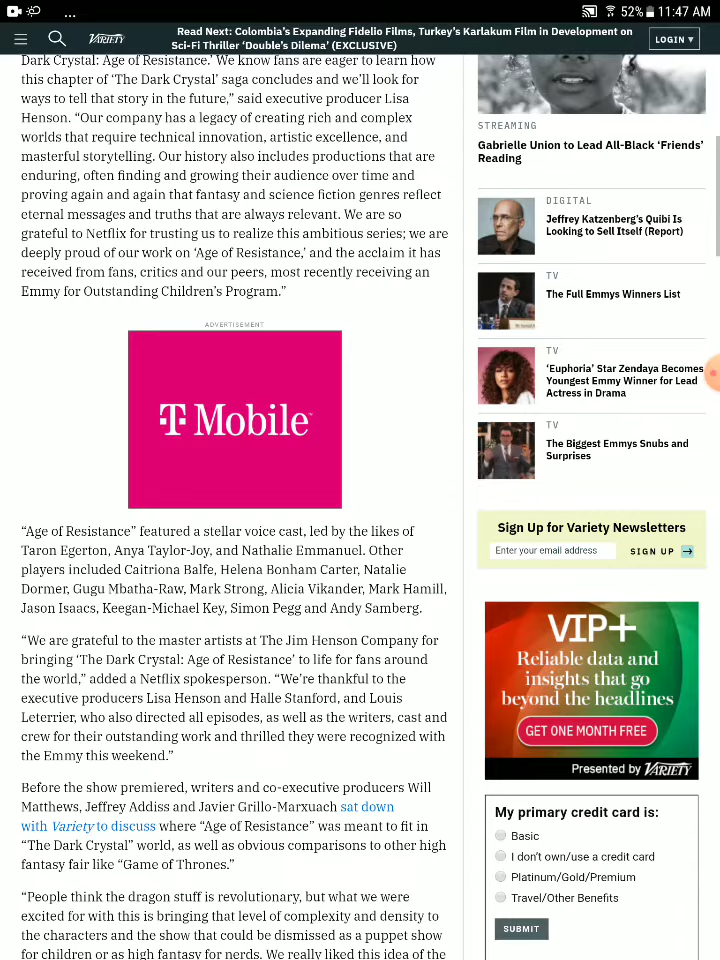 52% 11:47 AM
VARIETY
Read Next: Colombia's Expanding Fidelio Films, Turkey's Karlakum Film in Development on
Sci-Fi Thriller 'Double's Dilema' (EXCLUSIVE)
LOGIN
Dark Crystal: Age of Resistance.' We know fans are eager to learn how
this chapter of 'The Dark Crystal' saga concludes and we'll look for
ways to tell that story in the future,” said executive producer Lisa
Henson. “Our company has a legacy of creating rich and complex
worlds that require technical innovation, artistic excellence, and
masterful storytelling. Our history also includes productions that are
enduring, often finding and growing their audience over time and
proving again and again that fantasy and science fiction genres reflect
eternal messages and truths that are always relevant. We are so
grateful to Netflix for trusting us to realize this ambitious series; we are
deeply proud of our work on 'Age of Resistance,' and the acclaim it has
received from fans, critics and our peers, most recently receiving an
Emmy for Outstanding Children's Program.”
ADVERTISEMENT
T Mobile
“Age of Resistance” featured a stellar voice cast, led by the likes of
Taron Egerton, Anya Taylor-Joy, and Nathalie Emmanuel. Other
players included Caitriona Balfe, Helena Bonham Carter, Natalie
Dormer, Gugu Mbatha-Raw, Mark Strong, Alicia Vikander, Mark Hamill,
Jason Isaacs, Keegan-Michael Key, Simon Pegg and Andy Samberg.
“We are grateful to the master artists at The Jim Henson Company for
bringing 'The Dark Crystal: Age of Resistance' to life for fans around
the world,” added a Netflix spokesperson. “We're thankful to the
executive producers Lisa Henson and Halle Stanford, and Louis
Leterrier, who also directed all episodes, as well as the writers, cast and
crew for their outstanding work and thrilled they were recognized with
the Emmy this weekend.”
Before the show premiered, writers and co-executive producers Will
Matthews, Jeffrey Addiss and Javier Grillo-Marxuach sat down
with Variety to discuss where “Age of Resistance” was meant to fit in
“The Dark Crystal” world, as well as obvious comparisons to other high
fantasy fair like “Game of Thrones.”
“People think the dragon stuff is revolutionary, but what we were
excited for with this is bringing that level of complexity and density to
the characters and the show that could be dismissed as a puppet show
for children or as high fantasy for nerds. We really liked this idea of the
STREAMING
Gabrielle Union to Lead All-Black 'Friends'
Reading
DIGITAL
Jeffrey Katzenberg's Quibi Is
Looking to Sell Itself (Report)
TV
The Full Emmys Winners List
TV
'Euphoria' Star Zendaya Becomes
Youngest Emmy Winner for Lead
Actress in Drama
TV
The Biggest Emmys Snubs and
Surprises
Sign Up for Variety Newsletters
Enter your email address SIGN UP
VIP+
Reliable data and
insights that go
beyond the headlines
GET ONE MONTH FREE
Presented by VARIETY
My primary credit card is:
Basic
I don't own/use a credit card
Platinum/Gold/Premium
Travel/Other Benefits
SUBMIT